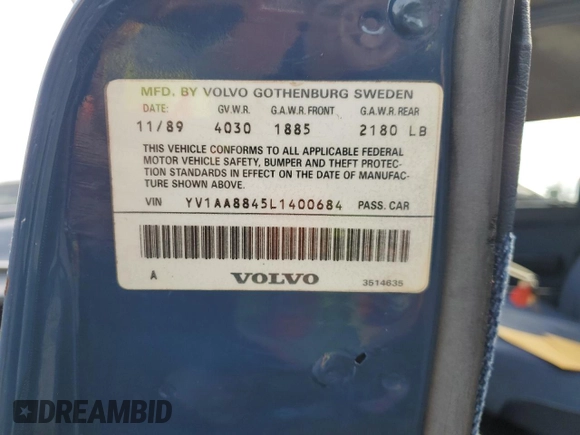 MFD. BY VOLVO GOTHENBURG SWEDEN
DATE: G.V.W.R. G.A.W.R. FRONT G.A.W.R. REAR
11/89 4030 1885 2180 LB
THIS VEHICLE CONFORMS TO ALL APPLICABLE FEDERAL
MOTOR VEHICLE SAFETY, BUMPER AND THEFT PROTEC-
TION STANDARDS IN EFFECT ON THE DATE OF MANUFAC-
TURE SHOWN ABOVE.
VIN YV1AA8845L1400684 PASS. CAR
A VOLVO 3514635
DREAMBID